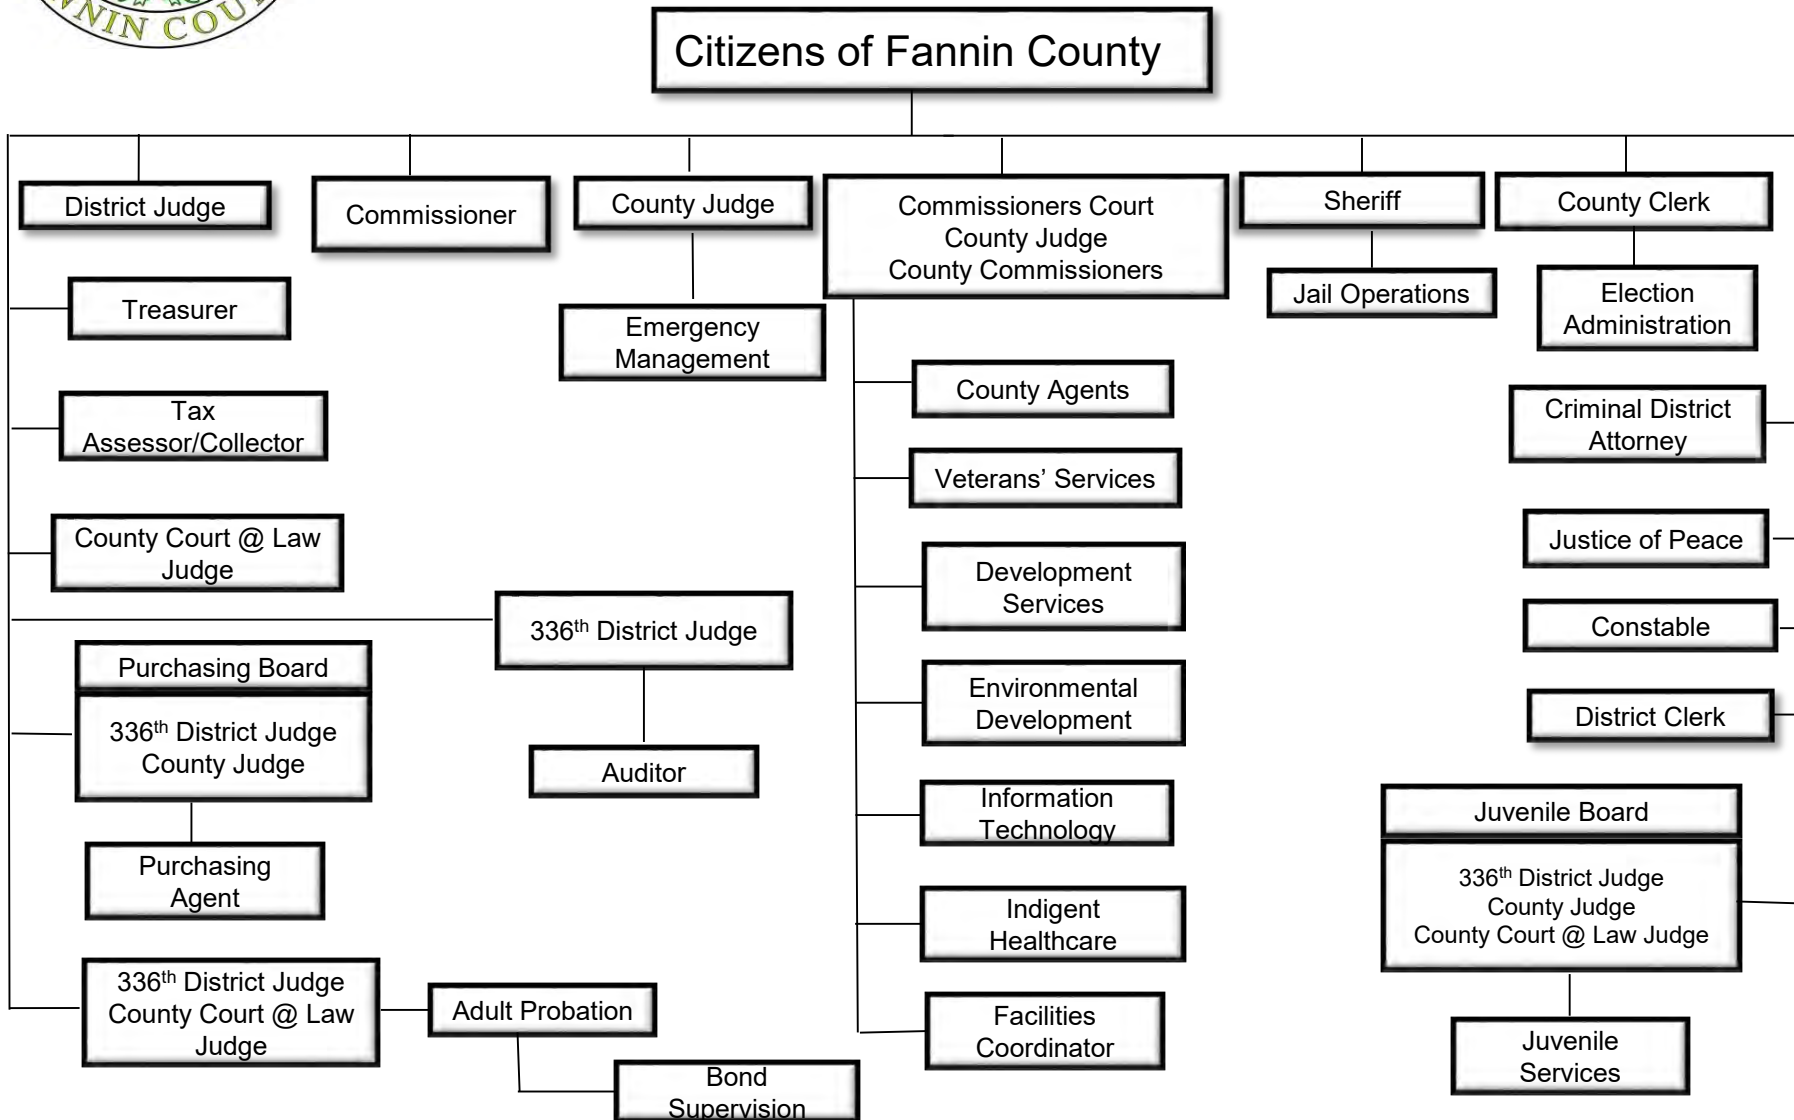 NNIN COU
Citizens of Fannin County
District Judge
Commissioner
County Judge
Commissioners Court
County Judge
County Commissioners
Sheriff
County Clerk
Treasurer
Emergency
Management
Jail Operations
Election
Administration
Tax
Assessor/Collector
County Agents
Criminal District
Attorney
Veterans’ Services
County Court @ Law
Judge
Development
Services
Justice of Peace
336th District Judge
Constable
Purchasing Board
336th District Judge
County Judge
Environmental
Development
District Clerk
Auditor
Information
Technology
Juvenile Board
336th District Judge
County Judge
County Court @ Law Judge
Purchasing
Agent
Indigent
Healthcare
336th District Judge
County Court @ Law
Judge
Adult Probation
Facilities
Coordinator
Juvenile
Services
Bond
Supervision